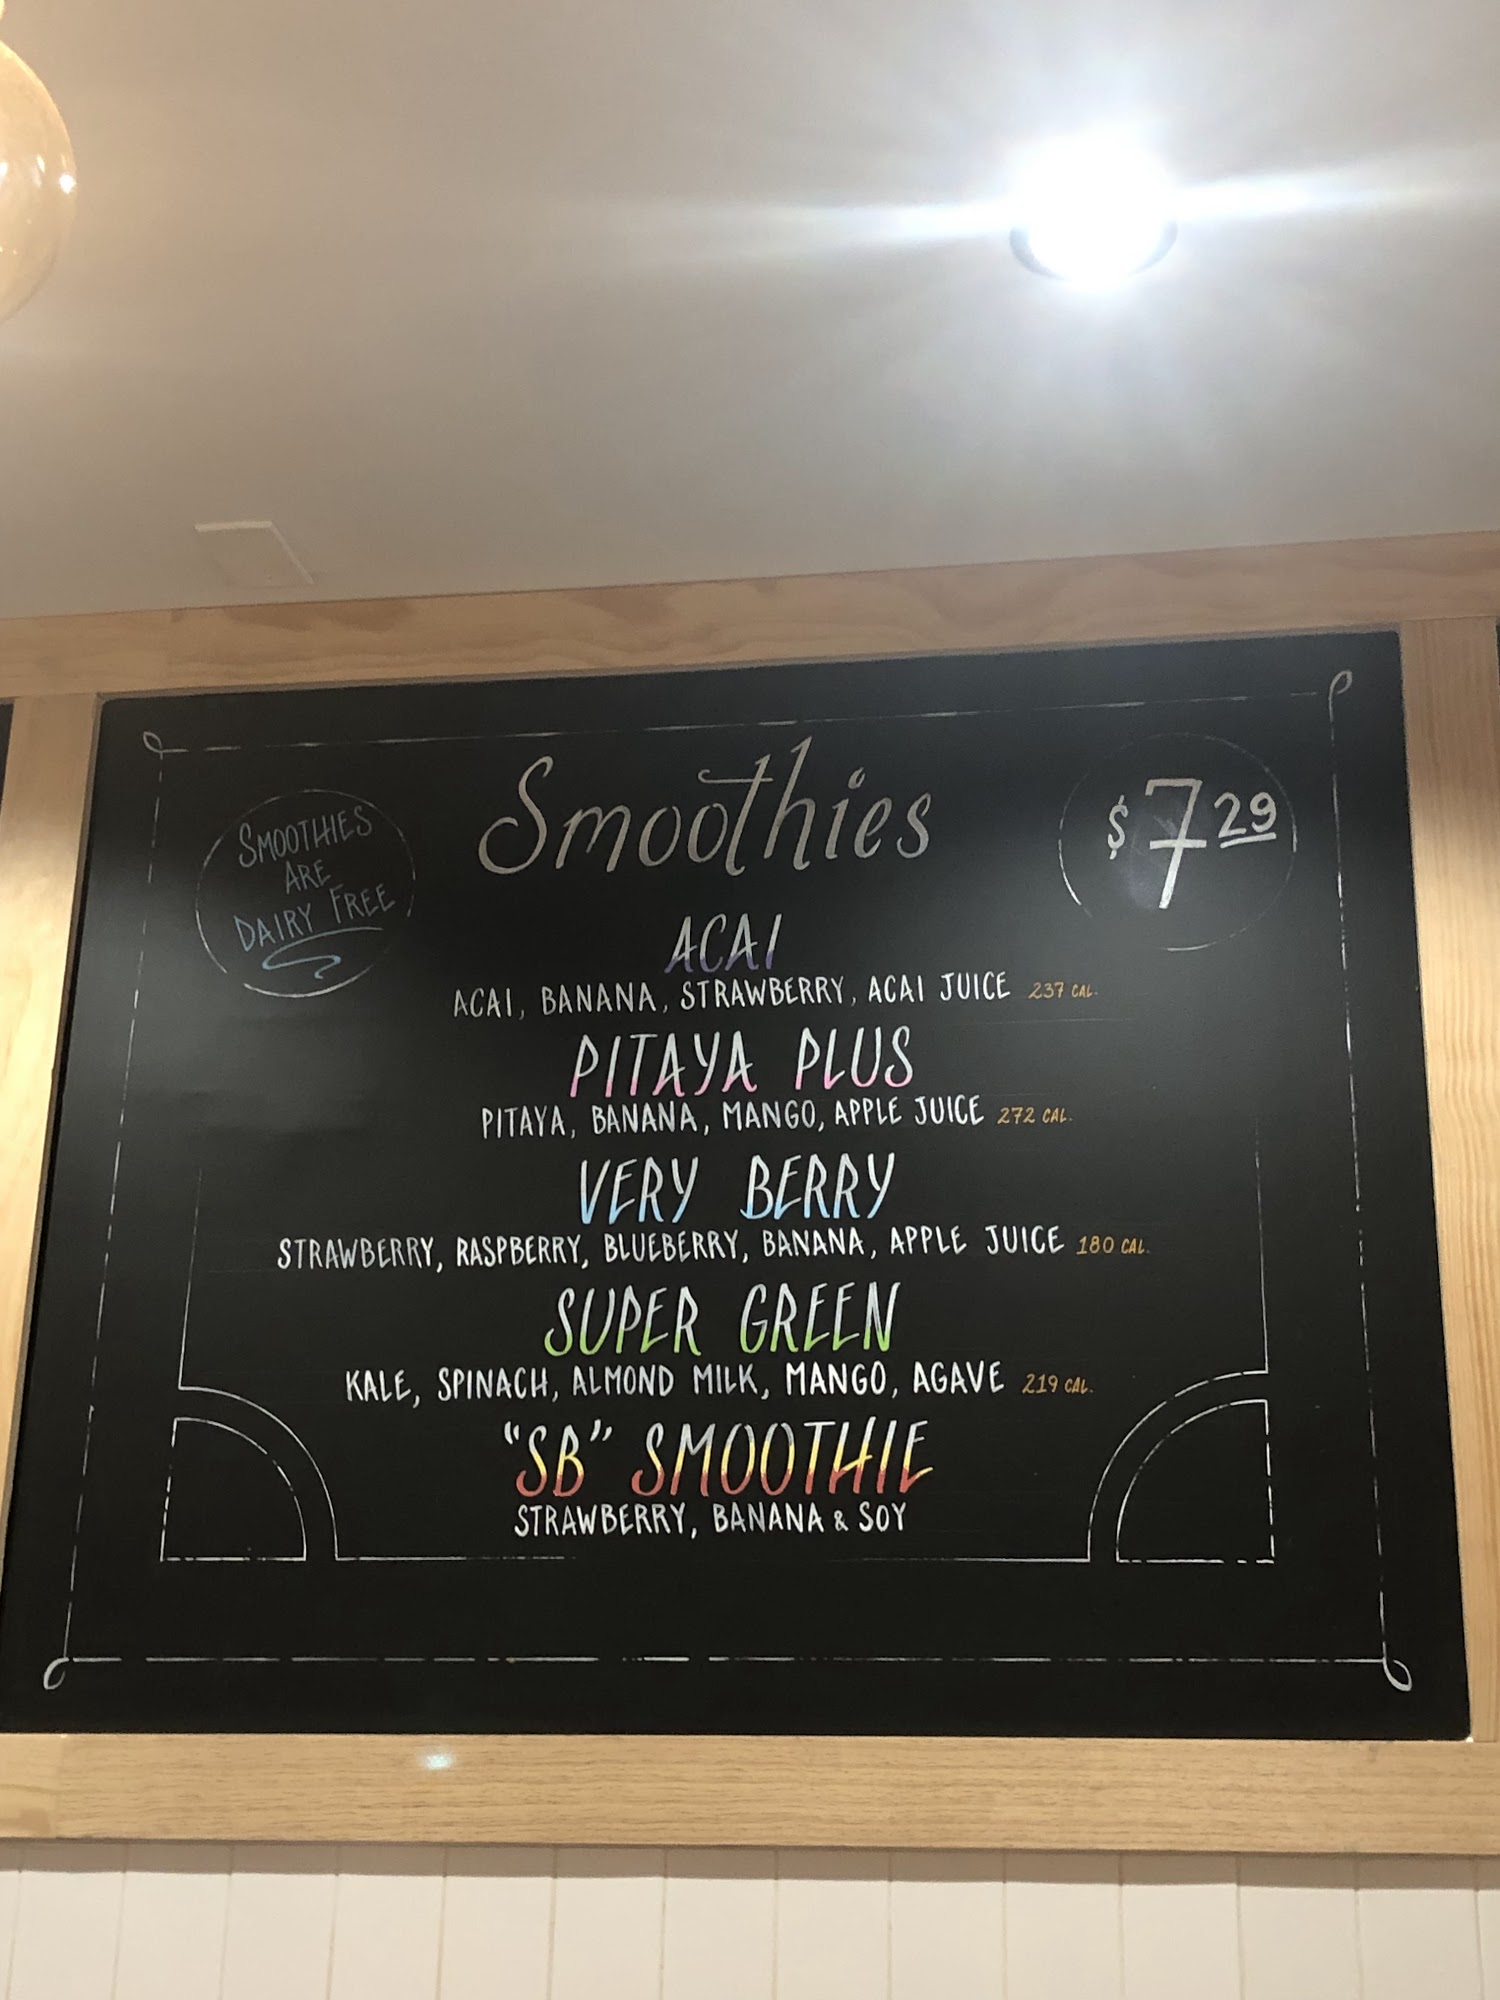 Smoothies
SMOOTHIES
ARE
DAIRY FREE
$7 29
ACAI
ACAI, BANANA, STRAWBERRY, ACAI JUICE 237 CAL.
PITAYA PLUS
PITAYA, BANANA, MANGO, APPLE JUICE 272 CAL.
VERY BERRY
STRAWBERRY, RASPBERRY, BLUEBERRY, BANANA, APPLE JUICE 180 CAL.
SUPER GREEN
KALE, SPINACH, ALMOND MILK, MANGO, AGAVE 219 CAL.
"SB" SMOOTHIE
STRAWBERRY, BANANA & SOY